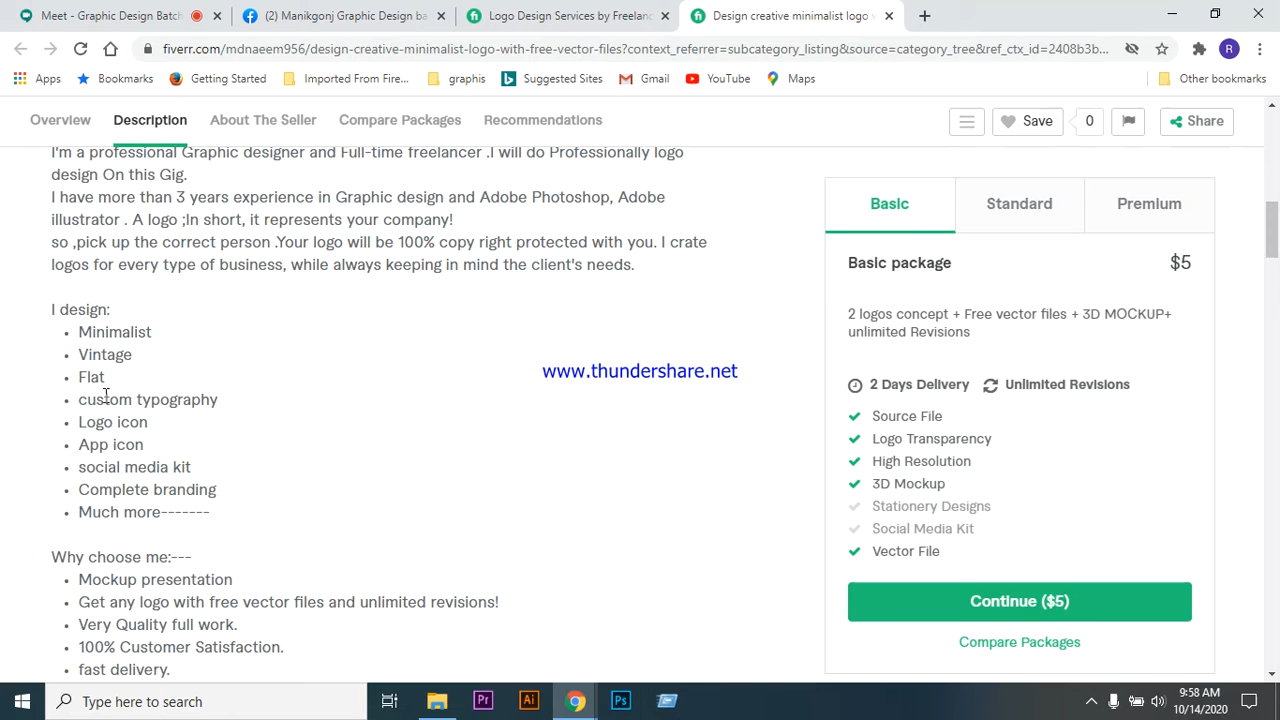 Meet - Graphic Design Batch
(2) Manikgonj Graphic Design ba
Logo Design Services by Freelanc
Design creative minimalist logo w
fiverr.com/mdnaeem956/design-creative-minimalist-logo-with-free-vector-files?context_referrer=subcategory_listing&source=category_tree&ref_ctx_id=2408b3b...
R
Apps
Bookmarks
Getting Started
Imported From Fire...
graphis
Suggested Sites
Gmail
YouTube
Maps
Other bookmarks
Overview
Description
About The Seller
Compare Packages
Recommendations
Save
0
Share
I'm a professional Graphic designer and Full-time freelancer .I will do Professionally logo
design On this Gig.
I have more than 3 years experience in Graphic design and Adobe Photoshop, Adobe
illustrator . A logo ;In short, it represents your company!
so ,pick up the correct person .Your logo will be 100% copy right protected with you. I crate
logos for every type of business, while always keeping in mind the client's needs.
I design:
• Minimalist
• Vintage
• Flat
• custom typography
• Logo icon
• App icon
• social media kit
• Complete branding
• Much more-------
Why choose me:---
• Mockup presentation
• Get any logo with free vector files and unlimited revisions!
• Very Quality full work.
• 100% Customer Satisfaction.
• fast delivery.
www.thundershare.net
Basic
Standard
Premium
Basic package
$5
2 logos concept + Free vector files + 3D MOCKUP+
unlimited Revisions
2 Days Delivery
Unlimited Revisions
Source File
Logo Transparency
High Resolution
3D Mockup
Stationery Designs
Social Media Kit
Vector File
Continue ($5)
Compare Packages
Type here to search
Pr
Ai
Ps
9:58 AM
10/14/2020